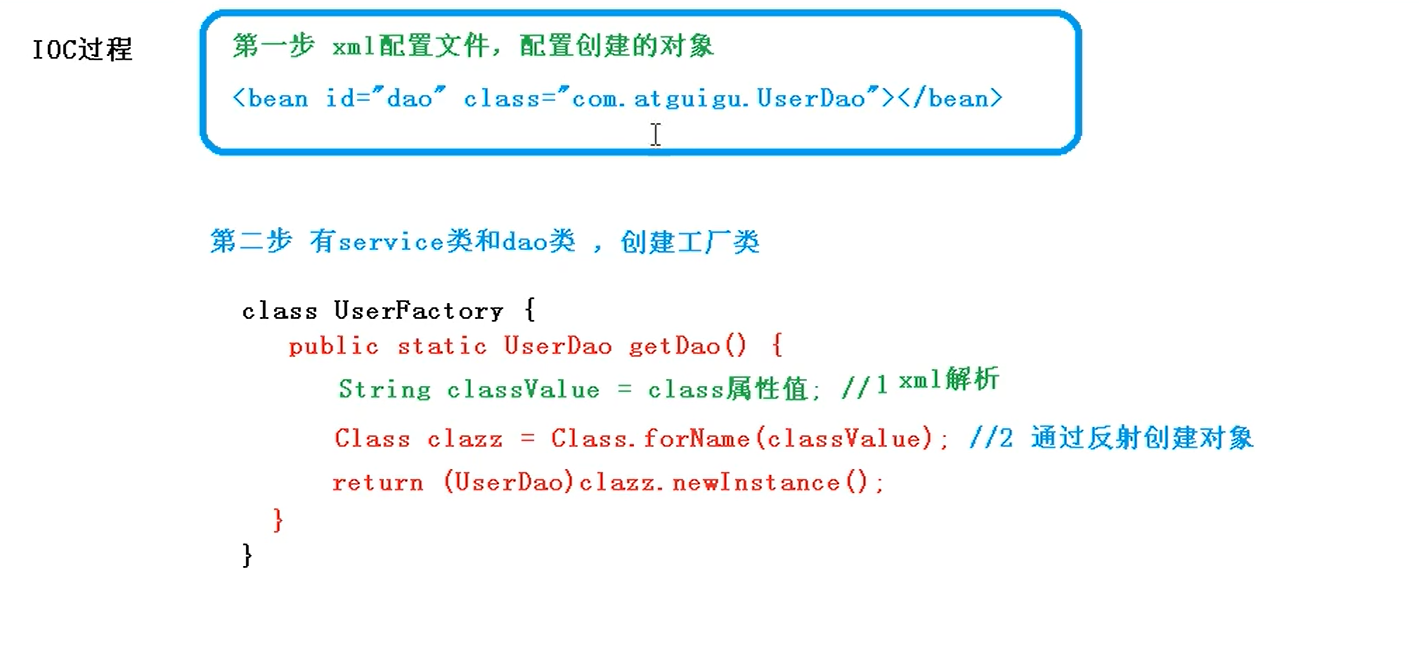 IOC过程
第一步 xml配置文件，配置创建的对象
<bean id="dao" class="com.atguigu.UserDao"></bean>
第二步 有service类和dao类 ，创建工厂类
class UserFactory {
public static UserDao getDao() {
String classValue = class属性值; //1 xml解析
Class clazz = Class.forName(classValue); //2 通过反射创建对象
return (UserDao)clazz.newInstance();
}
}